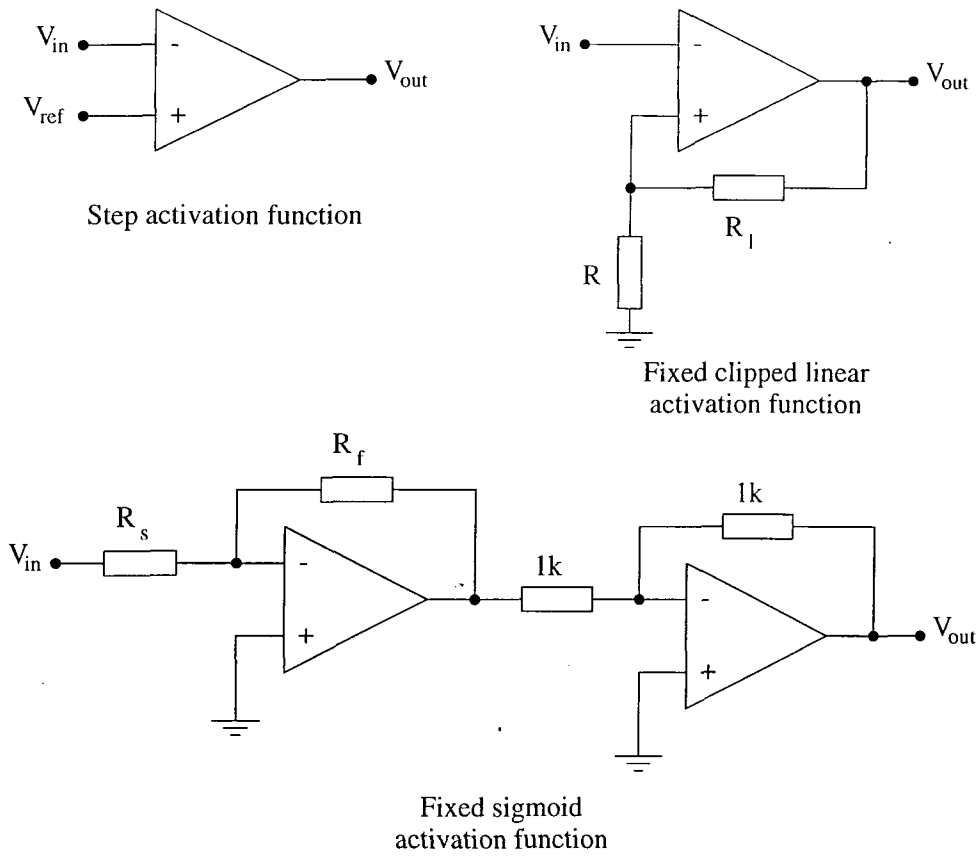 V_in
-
V_ref
+
V_out
Step activation function
V_in
-
+
V_out
R_1
R
Fixed clipped linear
activation function
V_in
R_s
R_f
-
+
1k
1k
-
+
V_out
Fixed sigmoid
activation function